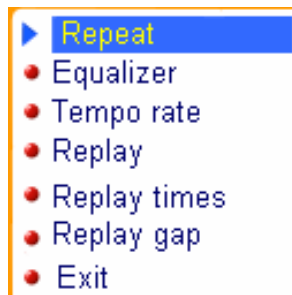 Repeat
Equalizer
Tempo rate
Replay
Replay times
Replay gap
Exit